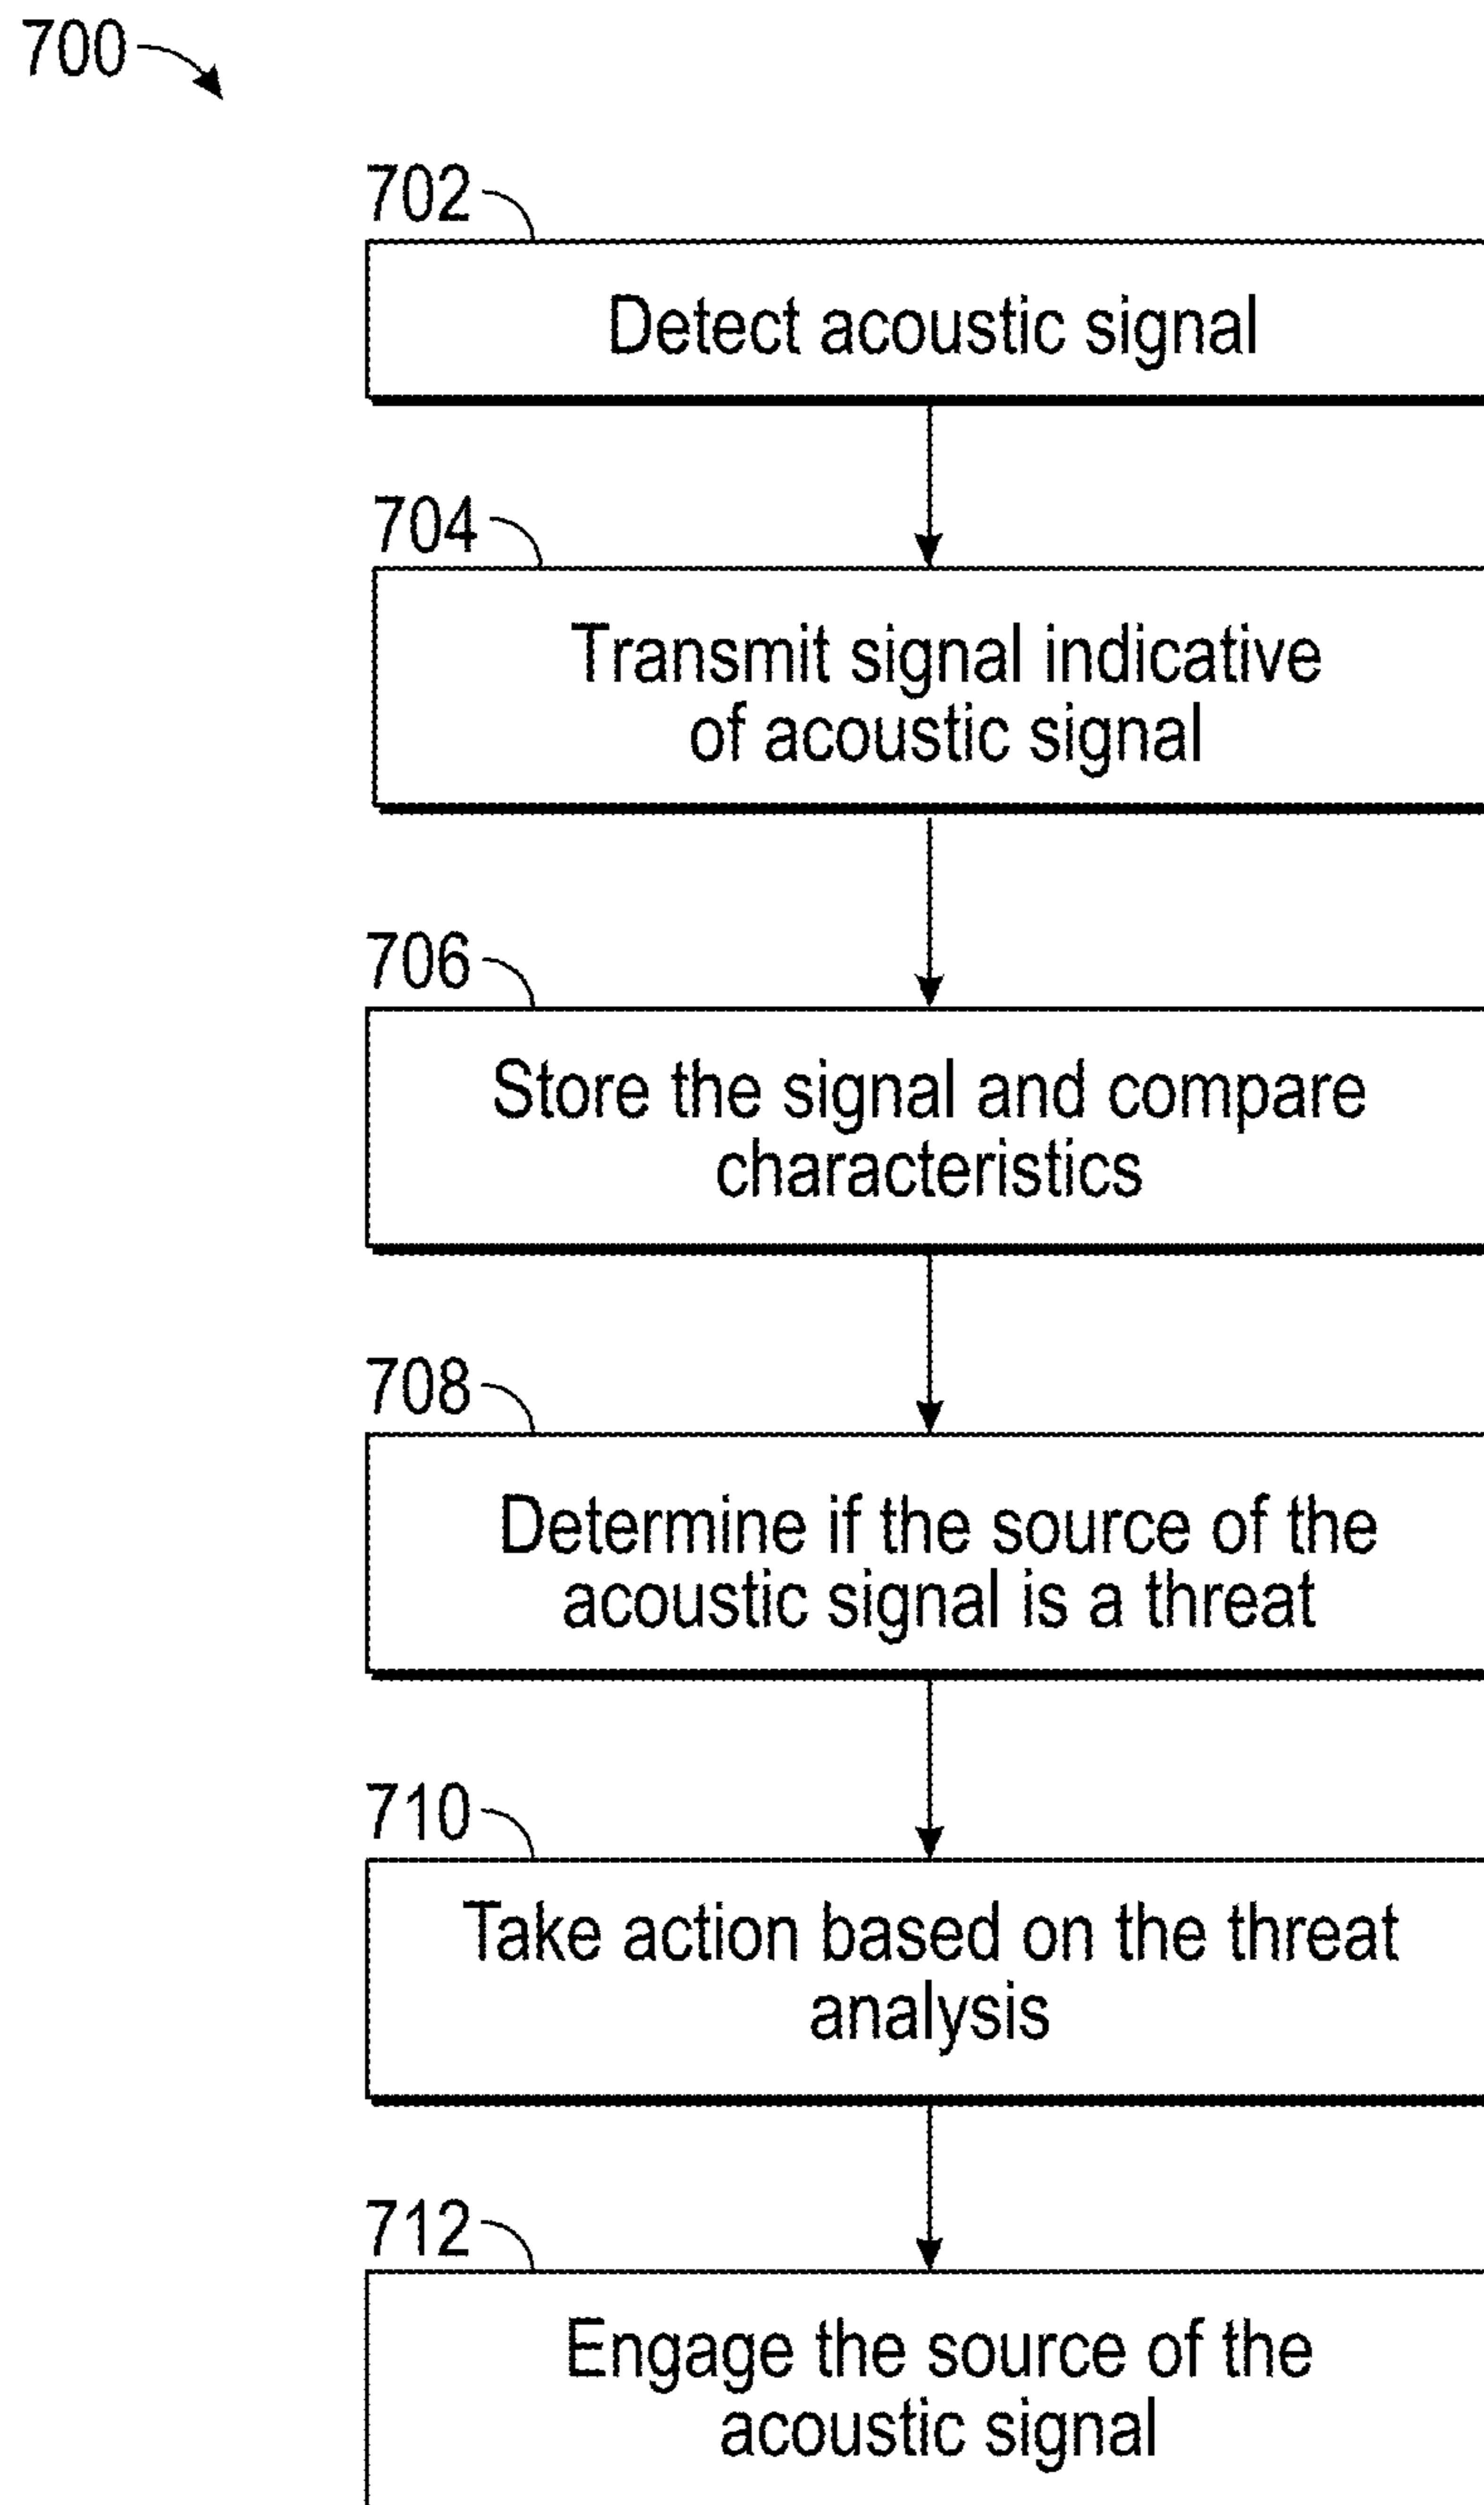 700
702
Detect acoustic signal
704
Transmit signal indicative
of acoustic signal
706
Store the signal and compare
characteristics
708
Determine if the source of the
acoustic signal is a threat
710
Take action based on the threat
analysis
712
Engage the source of the
acoustic signal